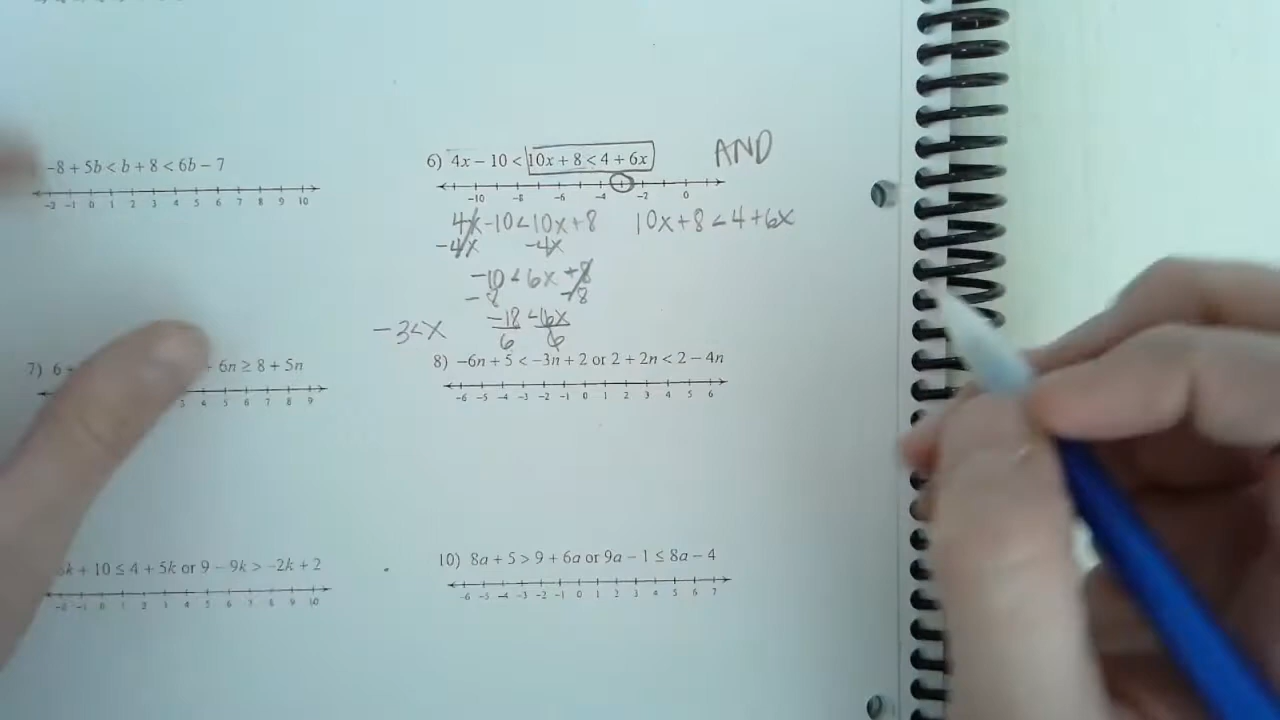 -8 + 5b < b + 8 < 6b - 7
-2 -1 0 1 2 3 4 5 6 7 8 9 10
6) 4x - 10 < 10x + 8 < 4 + 6x
AND
-10 -8 -6 -4 -2 0
4x-10<10x+8
-4x -4x
-10<6x+8
-8 -8
-18<6x
6 6
-3<x
10x+8<4+6x
7) 6
6n ≥ 8 + 5n
3 4 5 6 7 8 9
8) -6n + 5 < -3n + 2 or 2 + 2n < 2 - 4n
-6 -5 -4 -3 -2 -1 0 1 2 3 4 5 6
k + 10 ≤ 4 + 5k or 9 - 9k > -2k + 2
-1 0 1 2 3 4 5 6 7 8 9 10
10) 8a + 5 > 9 + 6a or 9a - 1 ≤ 8a - 4
-6 -5 -4 -3 -2 -1 0 1 2 3 4 5 6 7